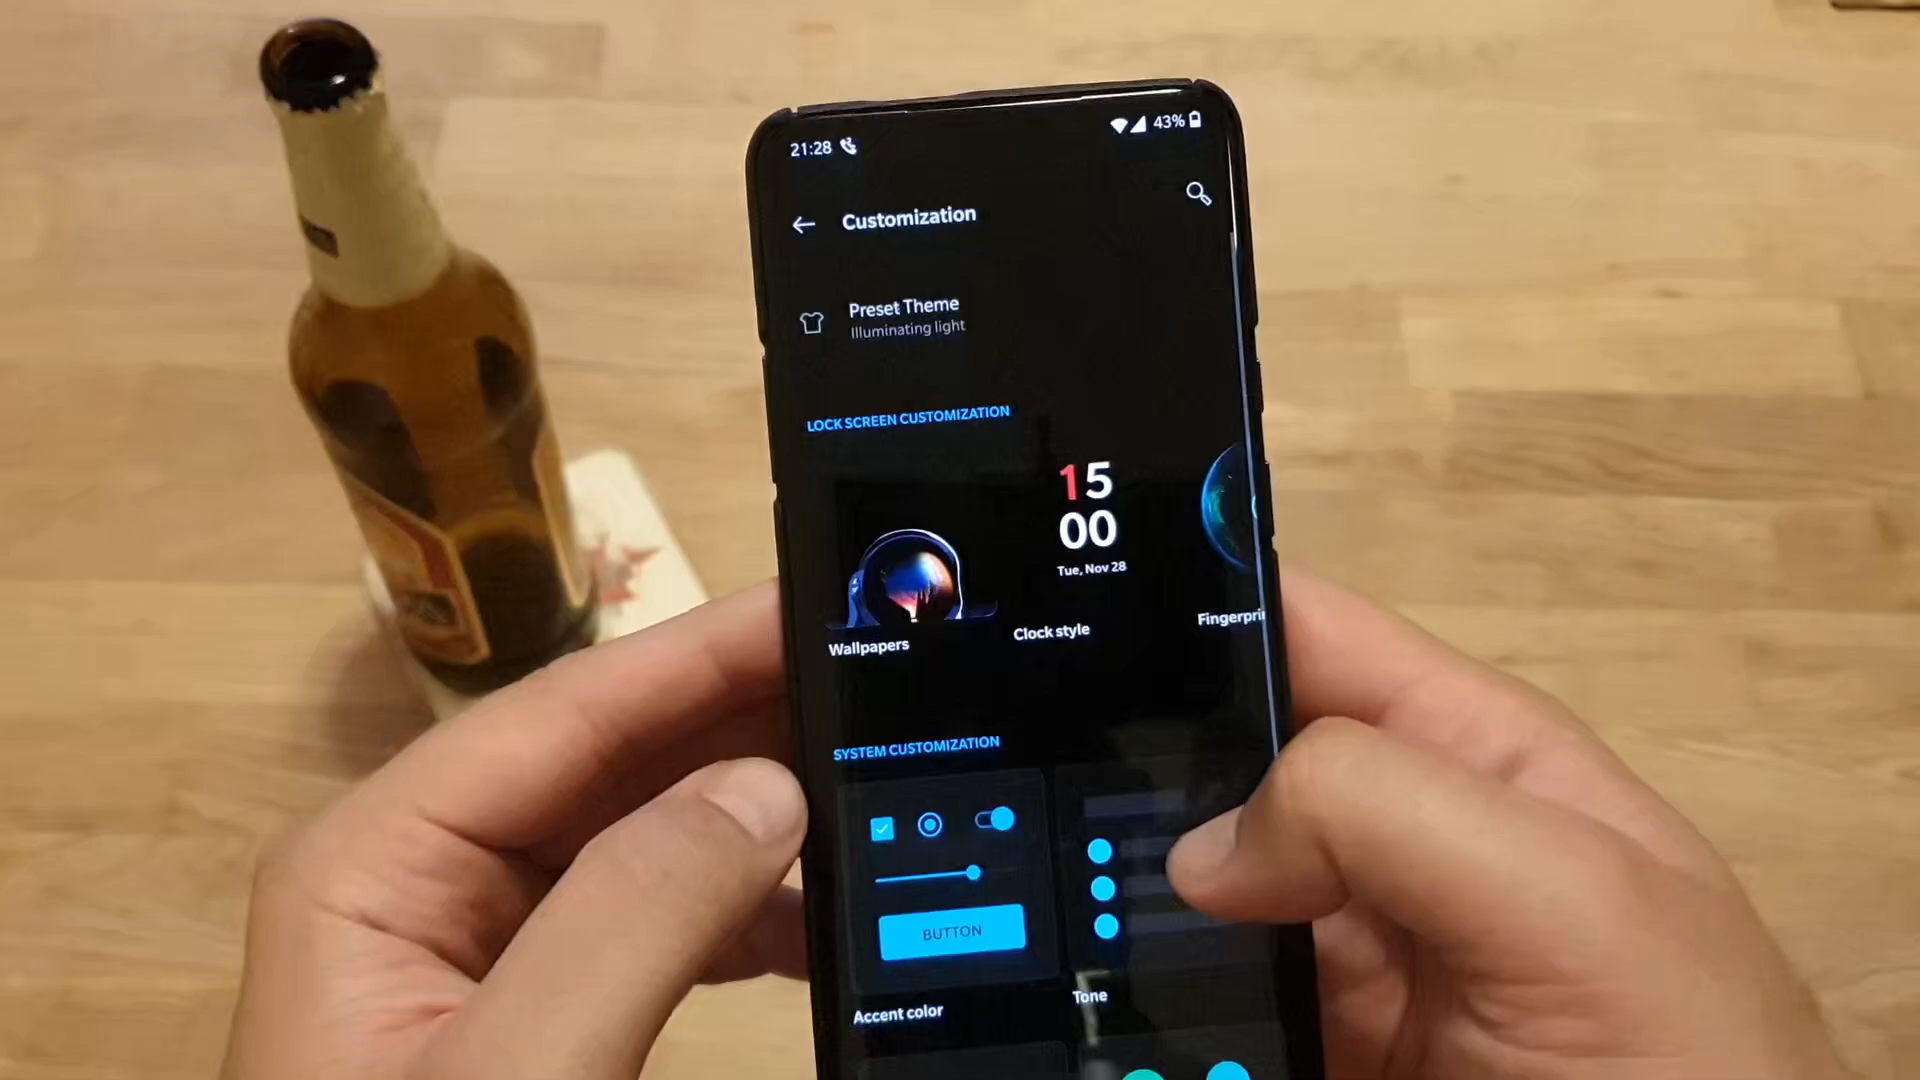 21:28
43%
Customization
Preset Theme
Illuminating light
LOCK SCREEN CUSTOMIZATION
15
00
Tue, Nov 28
Wallpapers
Clock style
Fingerpri
SYSTEM CUSTOMIZATION
BUTTON
Accent color
Tone